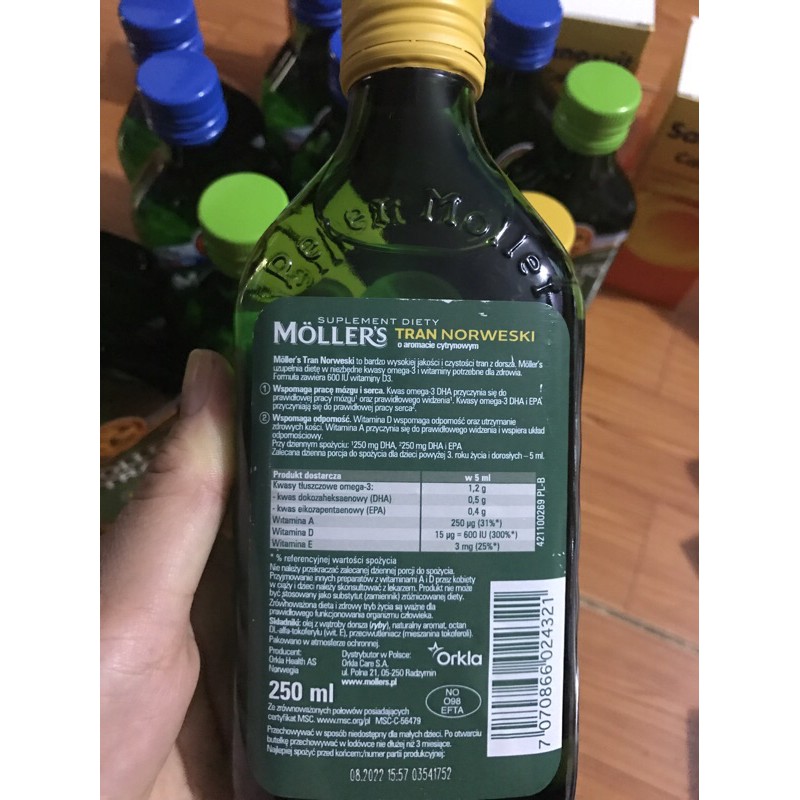 Peter Möller
SUPLEMENT DIETY
MÖLLER'S TRAN NORWESKI
o aromacie cytrynowym
Möller's Tran Norweski to bardzo wysokiej jakości i czystości tran z dorsza. Möller's
uzupełnia dietę w niezbędne kwasy omega-3 i witaminy potrzebne dla zdrowia.
Formuła zawiera 600 IU witaminy D3.
1 Wspomaga pracę mózgu i serca. Kwas omega-3 DHA przyczynia się do
prawidłowej pracy mózgu¹ oraz prawidłowego widzenia¹. Kwasy omega-3 DHA i EPA
przyczyniają się do prawidłowej pracy serca².
2 Wspomaga odporność. Witamina D wspomaga odporność oraz utrzymanie
zdrowych kości. Witamina A przyczynia się do prawidłowego widzenia i wspiera układ
odpornościowy.
Przy dziennym spożyciu: ¹250 mg DHA, ²250 mg DHA i EPA.
Zalecana dzienna porcja do spożycia dla dzieci powyżej 3. roku życia i dorosłych – 5 ml.
Produkt dostarcza w 5 ml
Kwasy tłuszczowe omega-3: 1,2 g
- kwas dokozaheksaenowy (DHA) 0,5 g
- kwas eikozapentaenowy (EPA) 0,4 g
Witamina A 250 µg (31%*)
Witamina D 15 µg = 600 IU (300%*)
Witamina E 3 mg (25%*)
421100269 PL-B
* % referencyjnej wartości spożycia
Nie należy przekraczać zalecanej dziennej porcji do spożycia.
Przyjmowanie innych preparatów z witaminami A i D przez kobiety
w ciąży i dzieci należy skonsultować z lekarzem. Produkt nie może
być stosowany jako substytut (zamiennik) zróżnicowanej diety.
Zrównoważona dieta i zdrowy tryb życia są ważne dla
prawidłowego funkcjonowania organizmu człowieka.
Składniki: olej z wątroby dorsza (ryby), naturalny aromat, octan
DL-alfa-tokoferylu (wit. E), przeciwutleniacz (mieszanina tokoferoli).
Pakowano w atmosferze ochronnej.
Producent:
Orkla Health AS
Norwegia
Dystrybutor w Polsce:
Orkla Care S.A.
ul. Polna 21, 05-250 Radzymin
www.mollers.pl
Orkla
250 ml
NO
O98
EFTA
Ze zrównoważonych połowów posiadających
certyfikat MSC. www.msc.org/pl MSC-C-56479
Przechowywać w sposób niedostępny dla małych dzieci. Po otwarciu
butelkę przechowywać w lodówce nie dłużej niż 3 miesiące.
Najlepiej spożyć przed końcem:/numer partii produkcyjnej:
08.2022 15:57 03541752
7 070866 024321